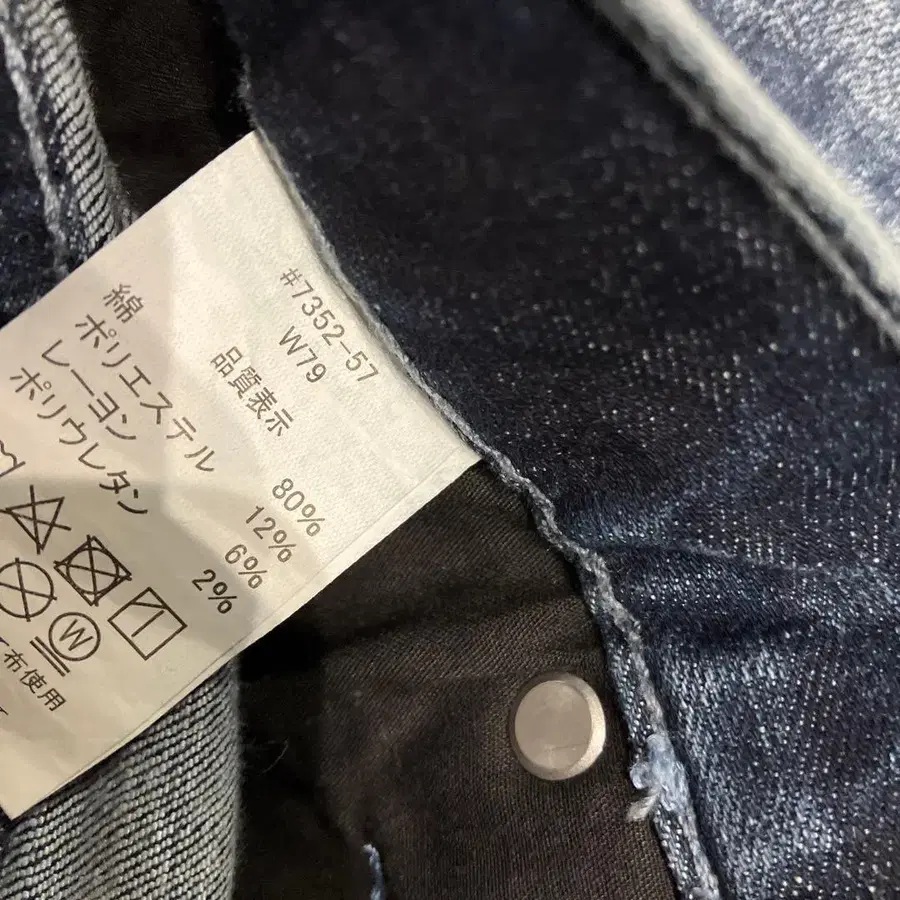 #7352-57
W79
品質表示
綿 80%
ポリエステル 12%
レーヨン 6%
ポリウレタン 2%
W
布使用